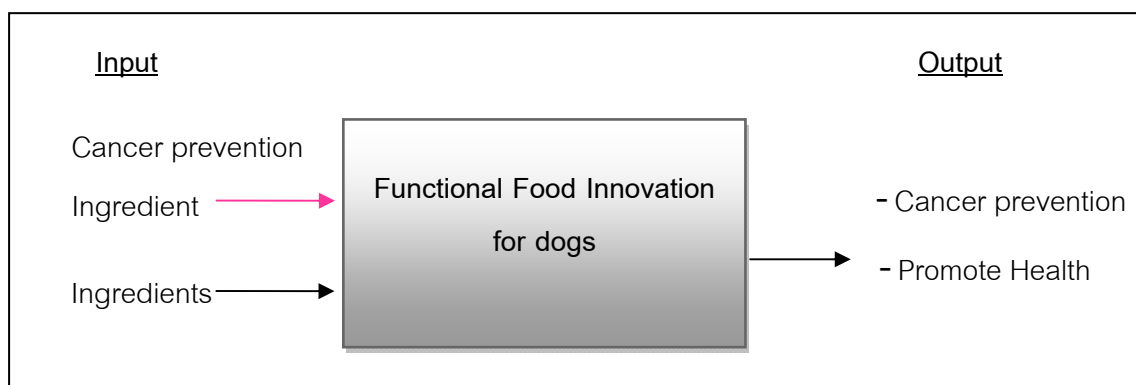 Input
Output
Cancer prevention
Ingredient
Ingredients
Functional Food Innovation
for dogs
- Cancer prevention
- Promote Health